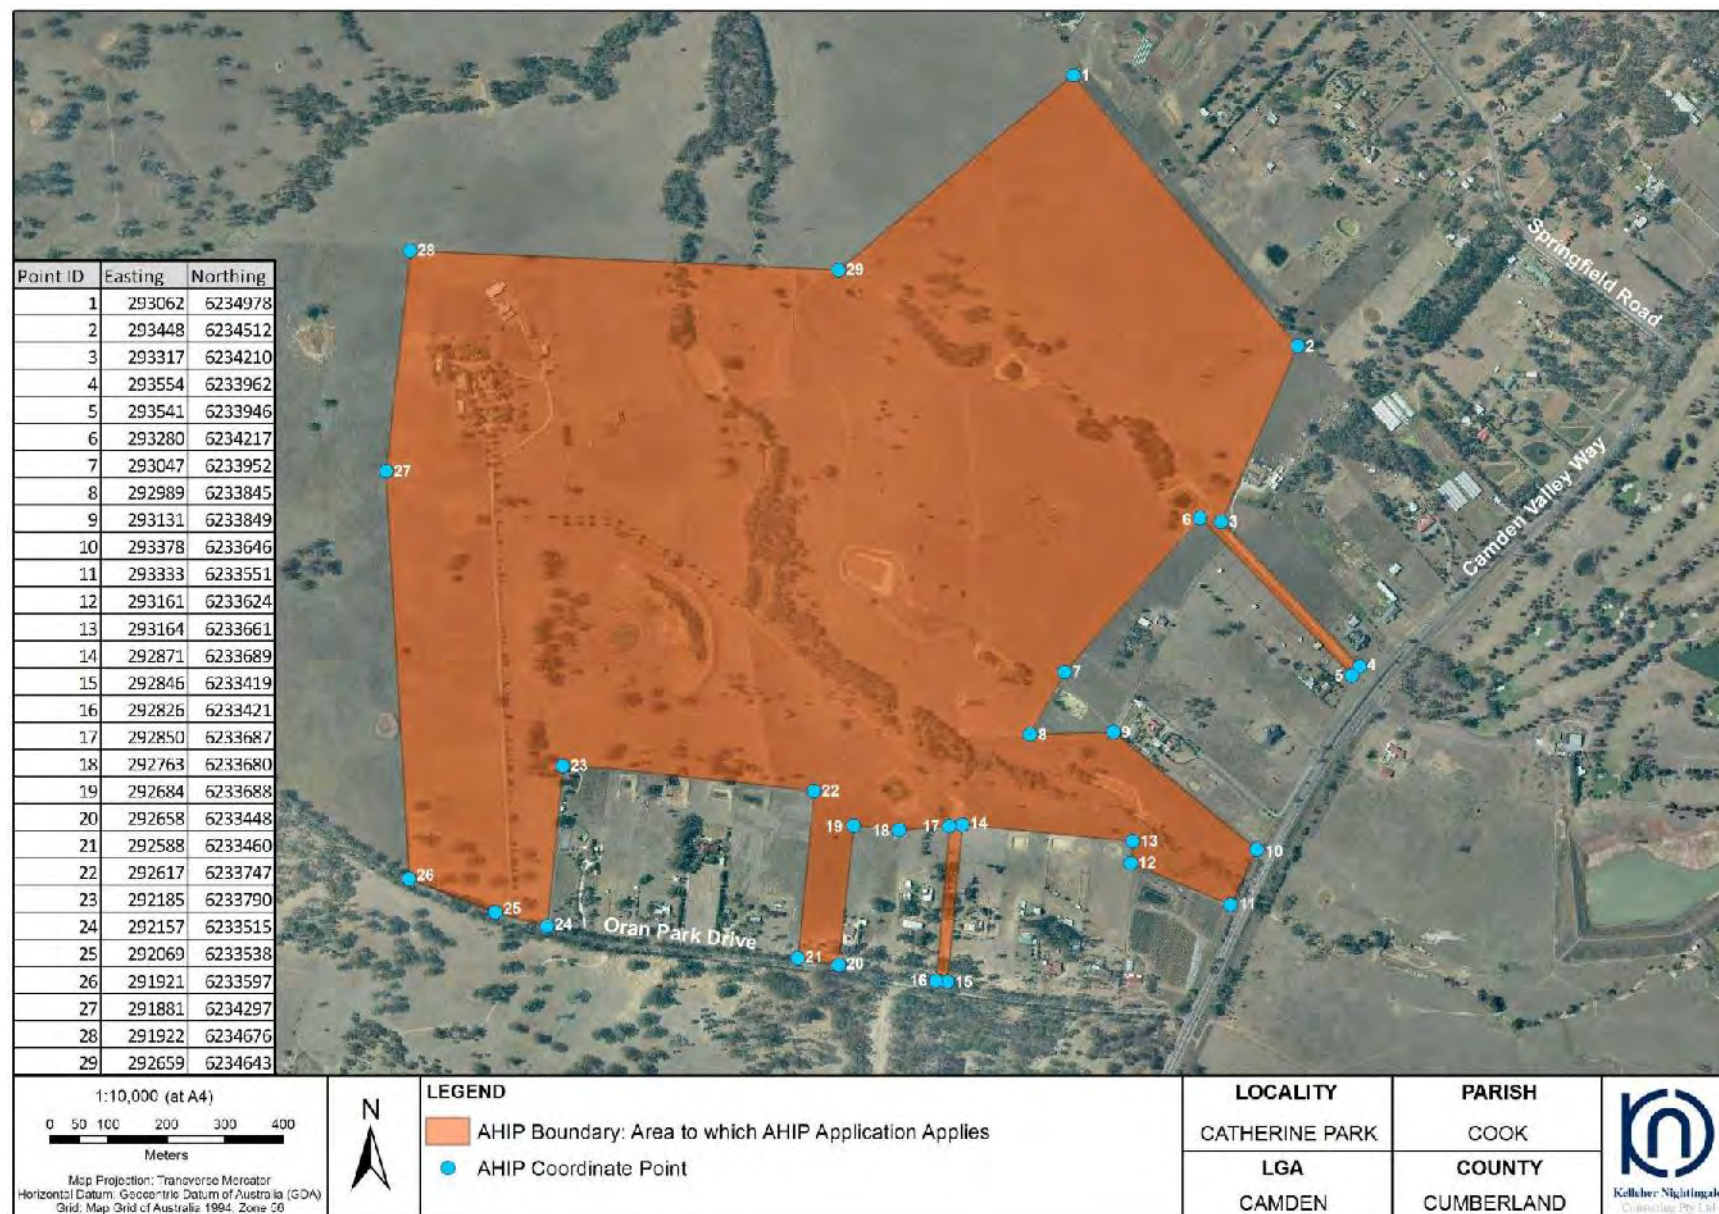 Point ID Easting Northing
1 293062 6234978
2 293448 6234512
3 293317 6234210
4 293554 6233962
5 293541 6233946
6 293280 6234217
7 293047 6233952
8 292989 6233845
9 293131 6233849
10 293378 6233646
11 293333 6233551
12 293161 6233624
13 293164 6233661
14 292871 6233689
15 292846 6233419
16 292826 6233421
17 292850 6233687
18 292763 6233680
19 292684 6233688
20 292658 6233448
21 292588 6233460
22 292617 6233747
23 292185 6233790
24 292157 6233515
25 292069 6233538
26 291921 6233597
27 291881 6234297
28 291922 6234676
29 292659 6234643
1
28
29
Springfield Road
2
Camden Valley Way
27
6 3
4
5
7
8 9
23
22
19 18 17 14
13
12
10
11
26
25
24
Oran Park Drive
21 20
16 15
1:10,000 (at A4)
0 50 100 200 300 400
Meters
Map Projection: Transverse Mercator
Horizontal Datum: Geocentric Datum of Australia (GDA)
Grid: Map Grid of Australia 1994, Zone 56
N
LEGEND
AHIP Boundary: Area to which AHIP Application Applies
AHIP Coordinate Point
LOCALITY
CATHERINE PARK
PARISH
COOK
LGA
CAMDEN
COUNTY
CUMBERLAND
Kelleher Nightingale
Consulting Pty Ltd